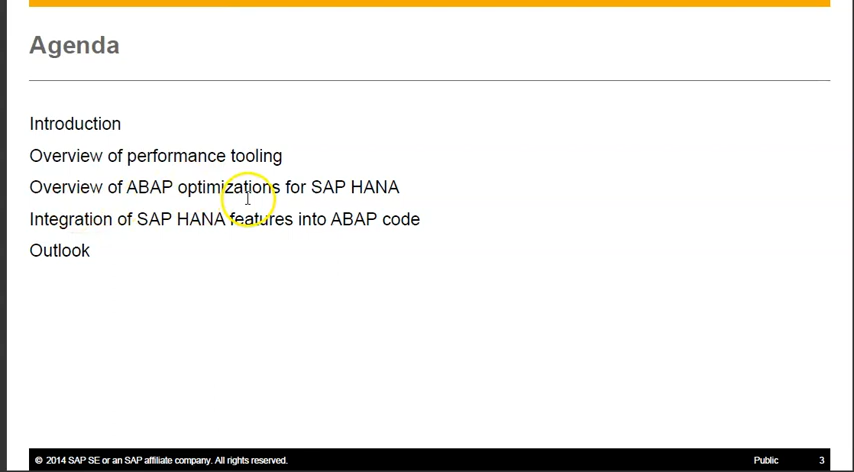 Agenda
Introduction
Overview of performance tooling
Overview of ABAP optimizations for SAP HANA
Integration of SAP HANA features into ABAP code
Outlook
© 2014 SAP SE or an SAP affiliate company. All rights reserved. Public 3